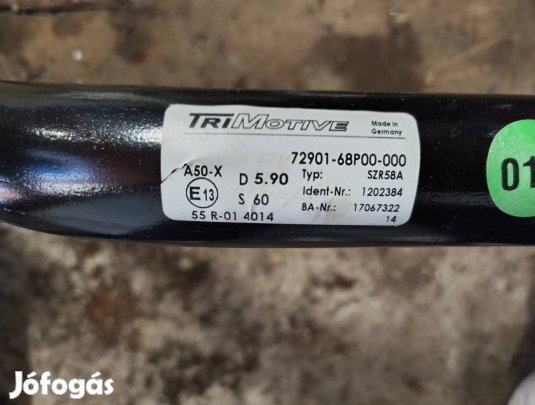 TRIMOTIVE Made in Germany
72901-68P00-000
A50-X D 5.90 Typ: SZR58A
E13 S 60 Ident-Nr.: 1202384
55 R-01 4014 BA-Nr.: 17067322
14
01
Jófogás